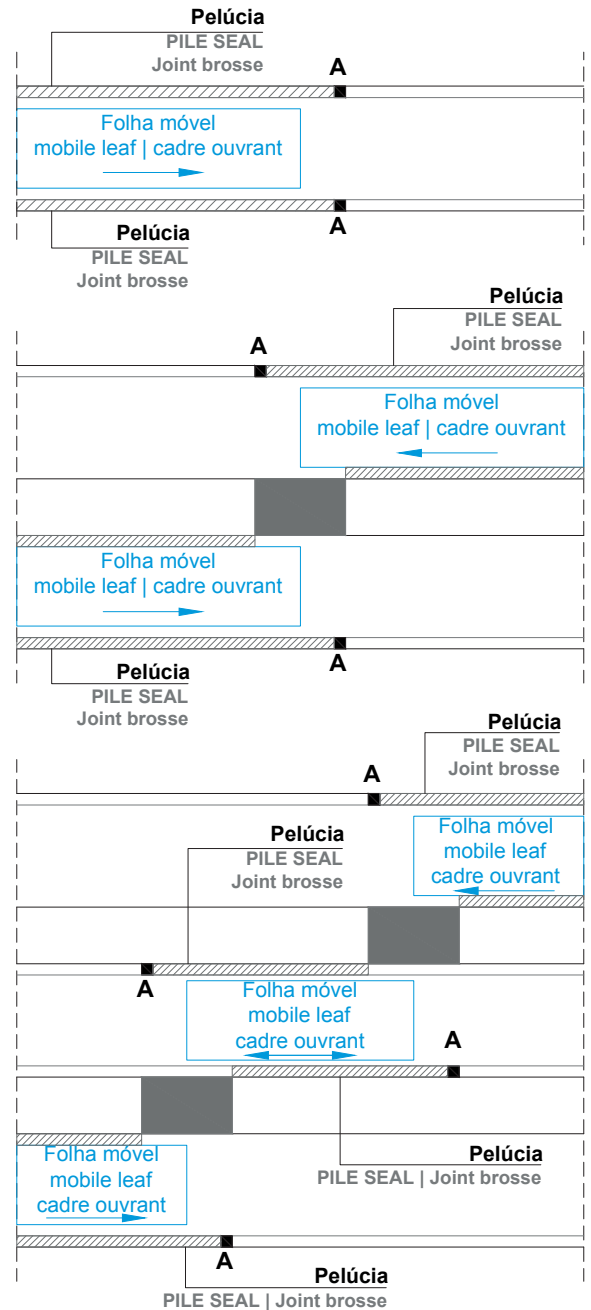 Pelúcia
PILE SEAL
Joint brosse
A
Folha móvel
mobile leaf | cadre ouvrant
A
Pelúcia
PILE SEAL
Joint brosse
Pelúcia
PILE SEAL
Joint brosse
A
Folha móvel
mobile leaf | cadre ouvrant
Folha móvel
mobile leaf | cadre ouvrant
A
Pelúcia
PILE SEAL
Joint brosse
Pelúcia
PILE SEAL
Joint brosse
A
Folha móvel
mobile leaf
cadre ouvrant
Pelúcia
PILE SEAL
Joint brosse
A
Folha móvel
mobile leaf
cadre ouvrant
A
Folha móvel
mobile leaf
cadre ouvrant
Pelúcia
PILE SEAL | Joint brosse
A
Pelúcia
PILE SEAL | Joint brosse